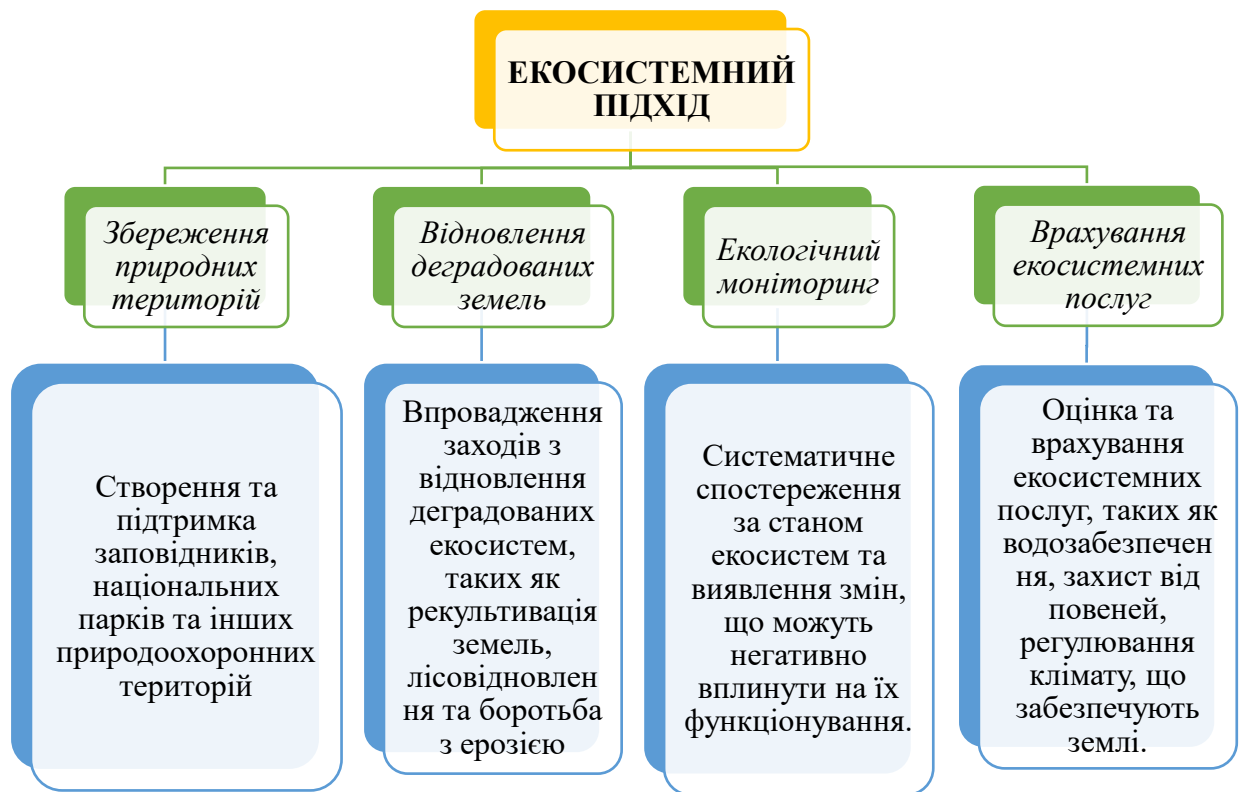 ЕКОСИСТЕМНИЙ
ПІДХІД
Збереження
природних
територій
Відновлення
деградованих
земель
Екологічний
моніторинг
Врахування
екосистемних
послуг
Створення та
підтримка
заповідників,
національних
парків та інших
природоохоронних
територій
Впровадження
заходів з
відновлення
деградованих
екосистем,
таких як
рекультивація
земель,
лісовідновлен
ня та боротьба
з ерозією
Систематичне
спостереження
за станом
екосистем та
виявлення змін,
що можуть
негативно
вплинути на їх
функціонування.
Оцінка та
врахування
екосистемних
послуг, таких як
водозабезпечен
ня, захист від
повеней,
регулювання
клімату, що
забезпечують
землі.